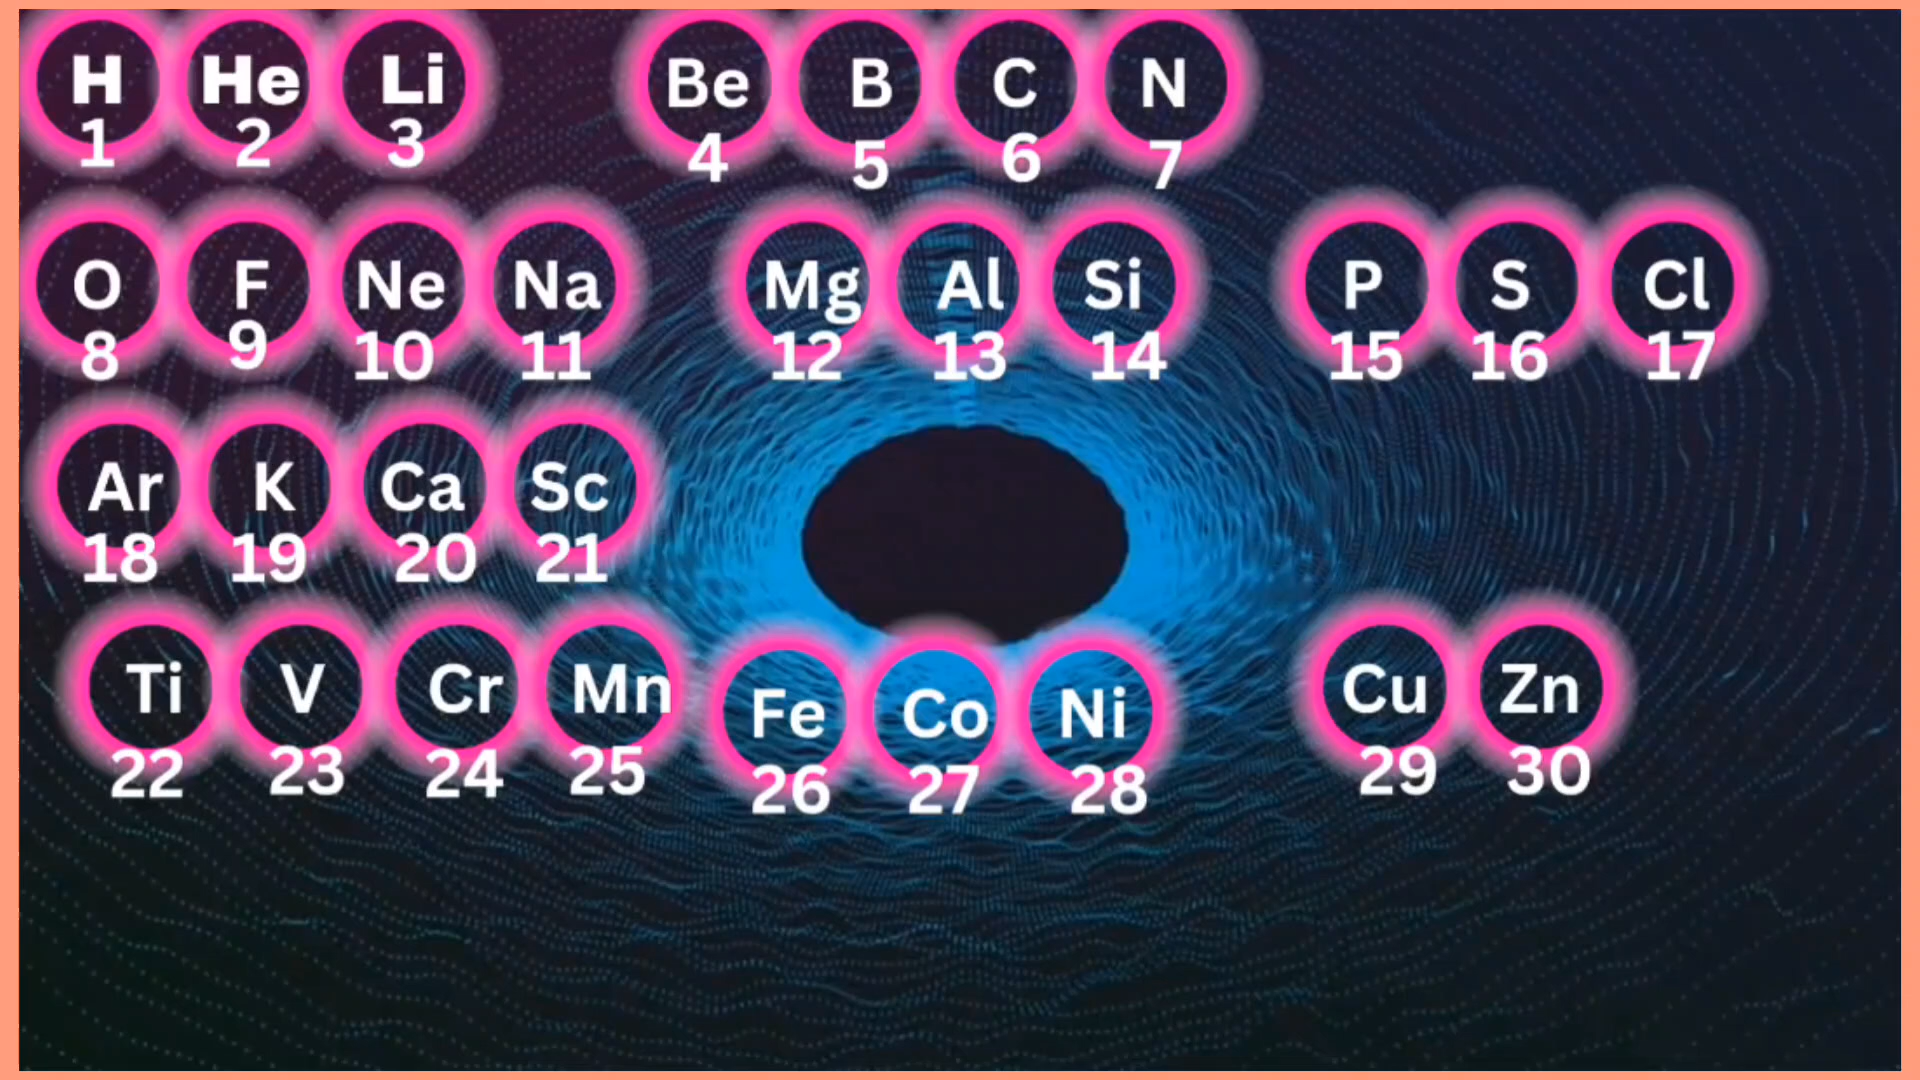 H He Li Be B C N
1 2 3 4 5 6 7
O F Ne Na Mg Al Si P S Cl
8 9 10 11 12 13 14 15 16 17
Ar K Ca Sc
18 19 20 21
Ti V Cr Mn Fe Co Ni Cu Zn
22 23 24 25 26 27 28 29 30